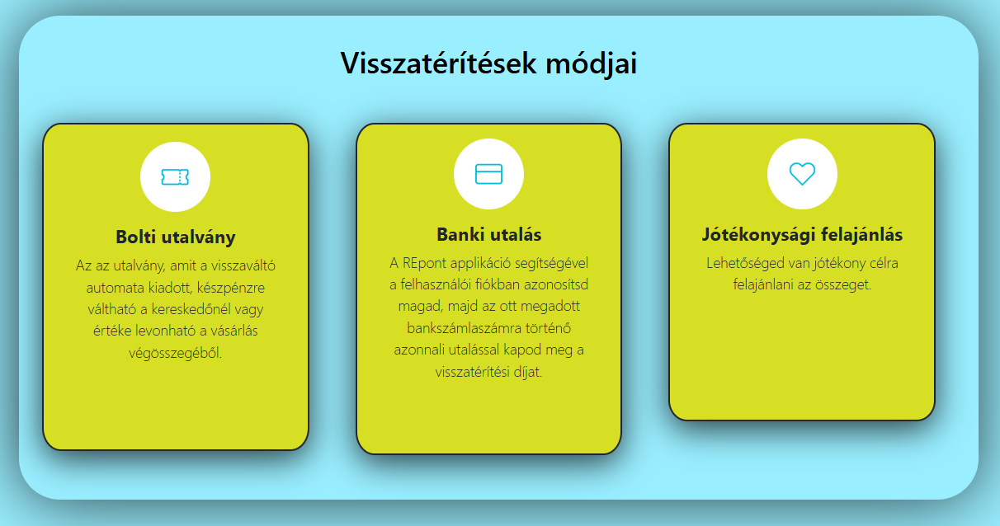 Visszatérítések módjai
Bolti utalvány
Az az utalvány, amit a visszaváltó
automata kiadott, készpénzre
váltható a kereskedőnél vagy
értéke levonható a vásárlás
végösszegéből.
Banki utalás
A REpont applikáció segítségével
a felhasználói fiókban azonosítsd
magad, majd az ott megadott
bankszámlaszámra történő
azonnali utalással kapod meg a
visszatérítési díjat.
Jótékonysági felajánlás
Lehetőséged van jótékony célra
felajánlani az összeget.